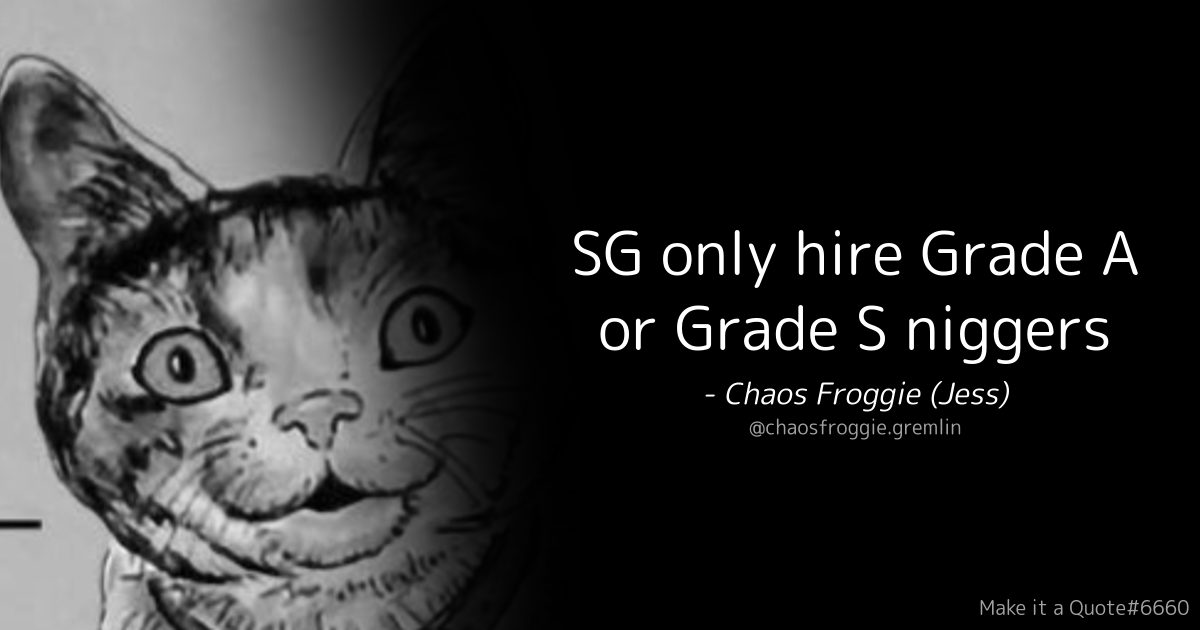 SG only hire Grade A
or Grade S niggers
- Chaos Froggie (Jess)
@chaosfroggie.gremlin
Make it a Quote#6660